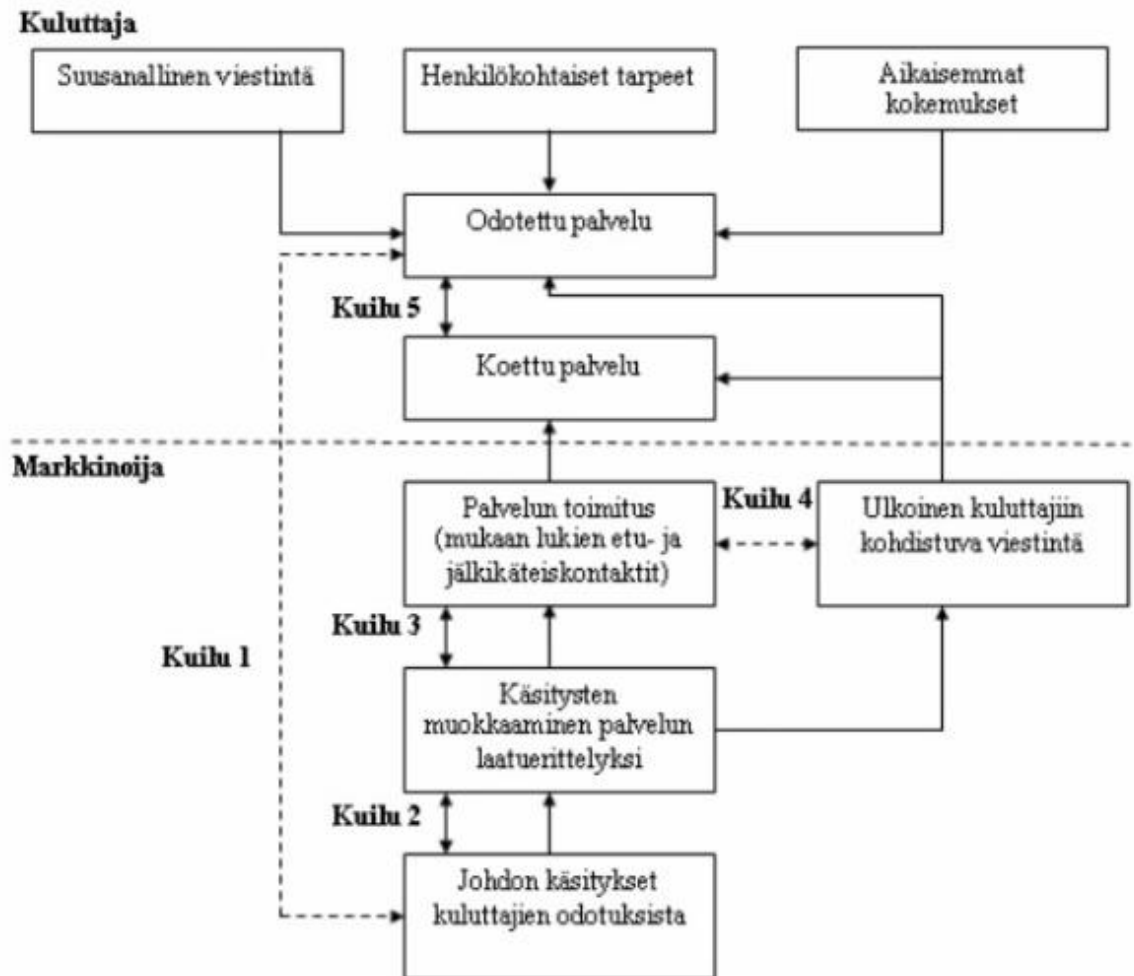 Kuluttaja
Suusanallinen viestintä
Henkilökohtaiset tarpeet
Aikaisemmat
kokemukset
Odotettu palvelu
Kuilu 5
Koettu palvelu
Markkinoija
Palvelun toimitus
(mukaan lukien etu- ja
jälkikäteiskontaktit)
Kuilu 4
Ulkoinen kuluttajiin
kohdistuva viestintä
Kuilu 3
Kuilu 1
Käsitysten
muokkaaminen palvelun
laatuerittelyksi
Kuilu 2
Johdon käsitykset
kuluttajien odotuksista